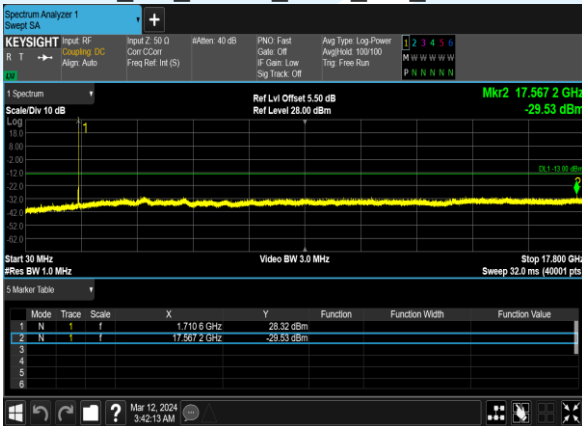 Spectrum Analyzer 1
Swept SA
+
KEYSIGHT Input: RF Input Z: 50 Ω #Atten: 40 dB PNO: Fast Avg Type: Log-Power 1 2 3 4 5 6
R T Coupling: DC Corr CCorr Gate: Off Avg|Hold: 100/100 M W W W W W
Align: Auto Freq Ref: Int (S) IF Gain: Low Trig: Free Run
LXI Sig Track: Off P N N N N N
1 Spectrum Ref Lvl Offset 5.50 dB Mkr2 17.567 2 GHz
Scale/Div 10 dB Ref Level 28.00 dBm -29.53 dBm
Log
1
18.0
8.00
-2.00
-12.0 DL1 -13.00 dBm
-22.0 2
-32.0
-42.0
-52.0
-62.0
Start 30 MHz Video BW 3.0 MHz Stop 17.800 GHz
#Res BW 1.0 MHz Sweep 32.0 ms (40001 pts)
5 Marker Table
Mode Trace Scale X Y Function Function Width Function Value
1 N 1 f 1.710 6 GHz 28.32 dBm
2 N 1 f 17.567 2 GHz -29.53 dBm
3
4
5
6
? Mar 12, 2024
3:42:13 AM